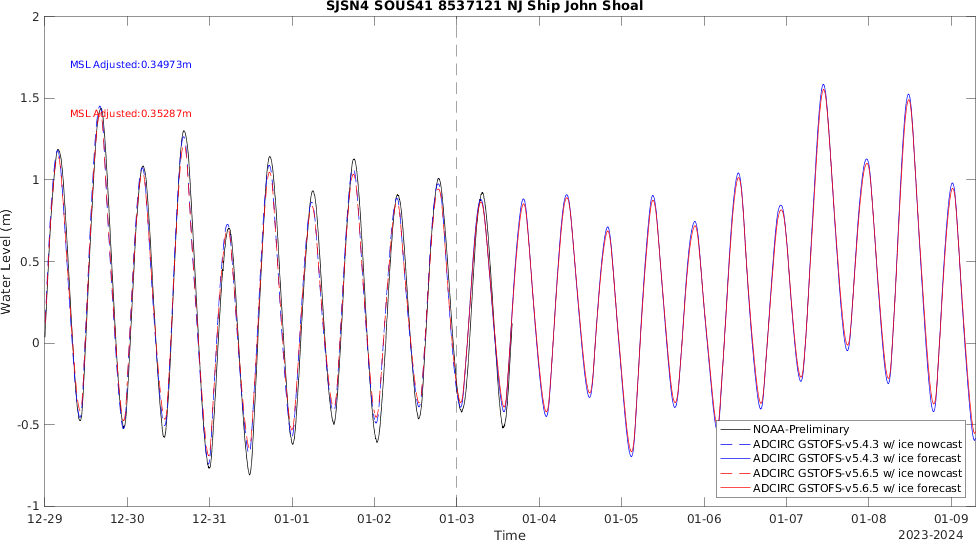 SJSN4 SOUS41 8537121 NJ Ship John Shoal
2
1.5
1
0.5
0
-0.5
-1
Water Level (m)
MSL Adjusted:0.34973m
MSL Adjusted:0.35287m
NOAA-Preliminary
ADCIRC GSTOFS-v5.4.3 w/ ice nowcast
ADCIRC GSTOFS-v5.4.3 w/ ice forecast
ADCIRC GSTOFS-v5.6.5 w/ ice nowcast
ADCIRC GSTOFS-v5.6.5 w/ ice forecast
12-29 12-30 12-31 01-01 01-02 01-03 01-04 01-05 01-06 01-07 01-08 01-09
Time
2023-2024